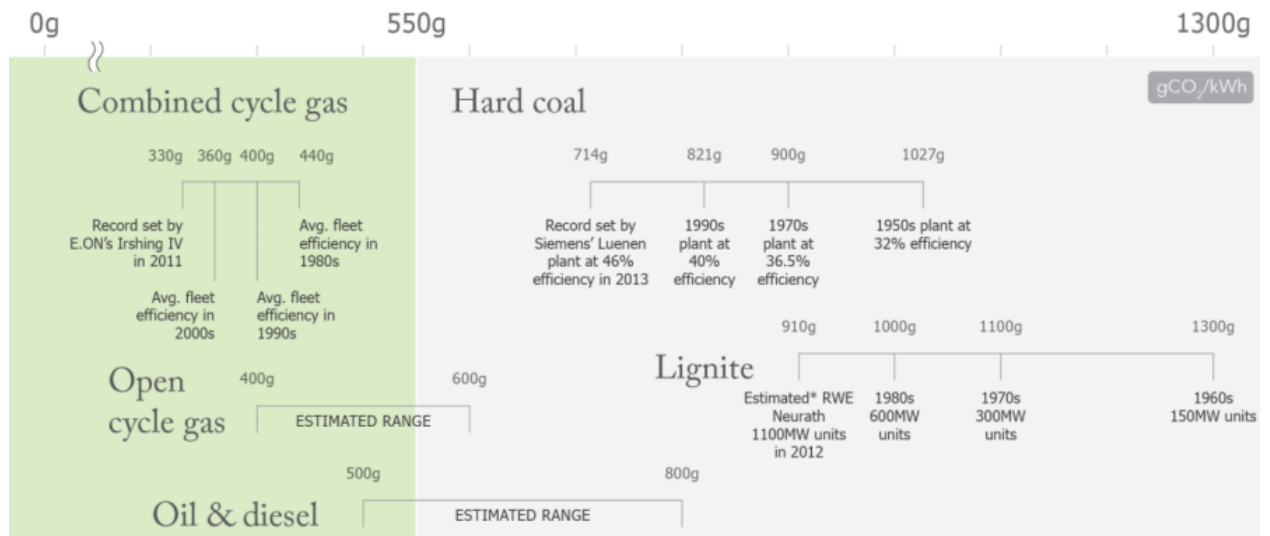 0g 550g 1300g
gCO₂/kWh
Combined cycle gas
330g 360g 400g 440g
Record set by
E.ON's Irshing IV
in 2011
Avg. fleet
efficiency in
2000s
Avg. fleet
efficiency in
1990s
Avg. fleet
efficiency in
1980s
Hard coal
714g 821g 900g 1027g
Record set by
Siemens' Luenen
plant at 46%
efficiency in 2013
1990s
plant at
40%
efficiency
1970s
plant at
36.5%
efficiency
1950s plant at
32% efficiency
Lignite
910g 1000g 1100g 1300g
Estimated* RWE
Neurath
1100MW units
in 2012
1980s
600MW
units
1970s
300MW
units
1960s
150MW units
Open
cycle gas
400g 600g
ESTIMATED RANGE
Oil & diesel
500g 800g
ESTIMATED RANGE